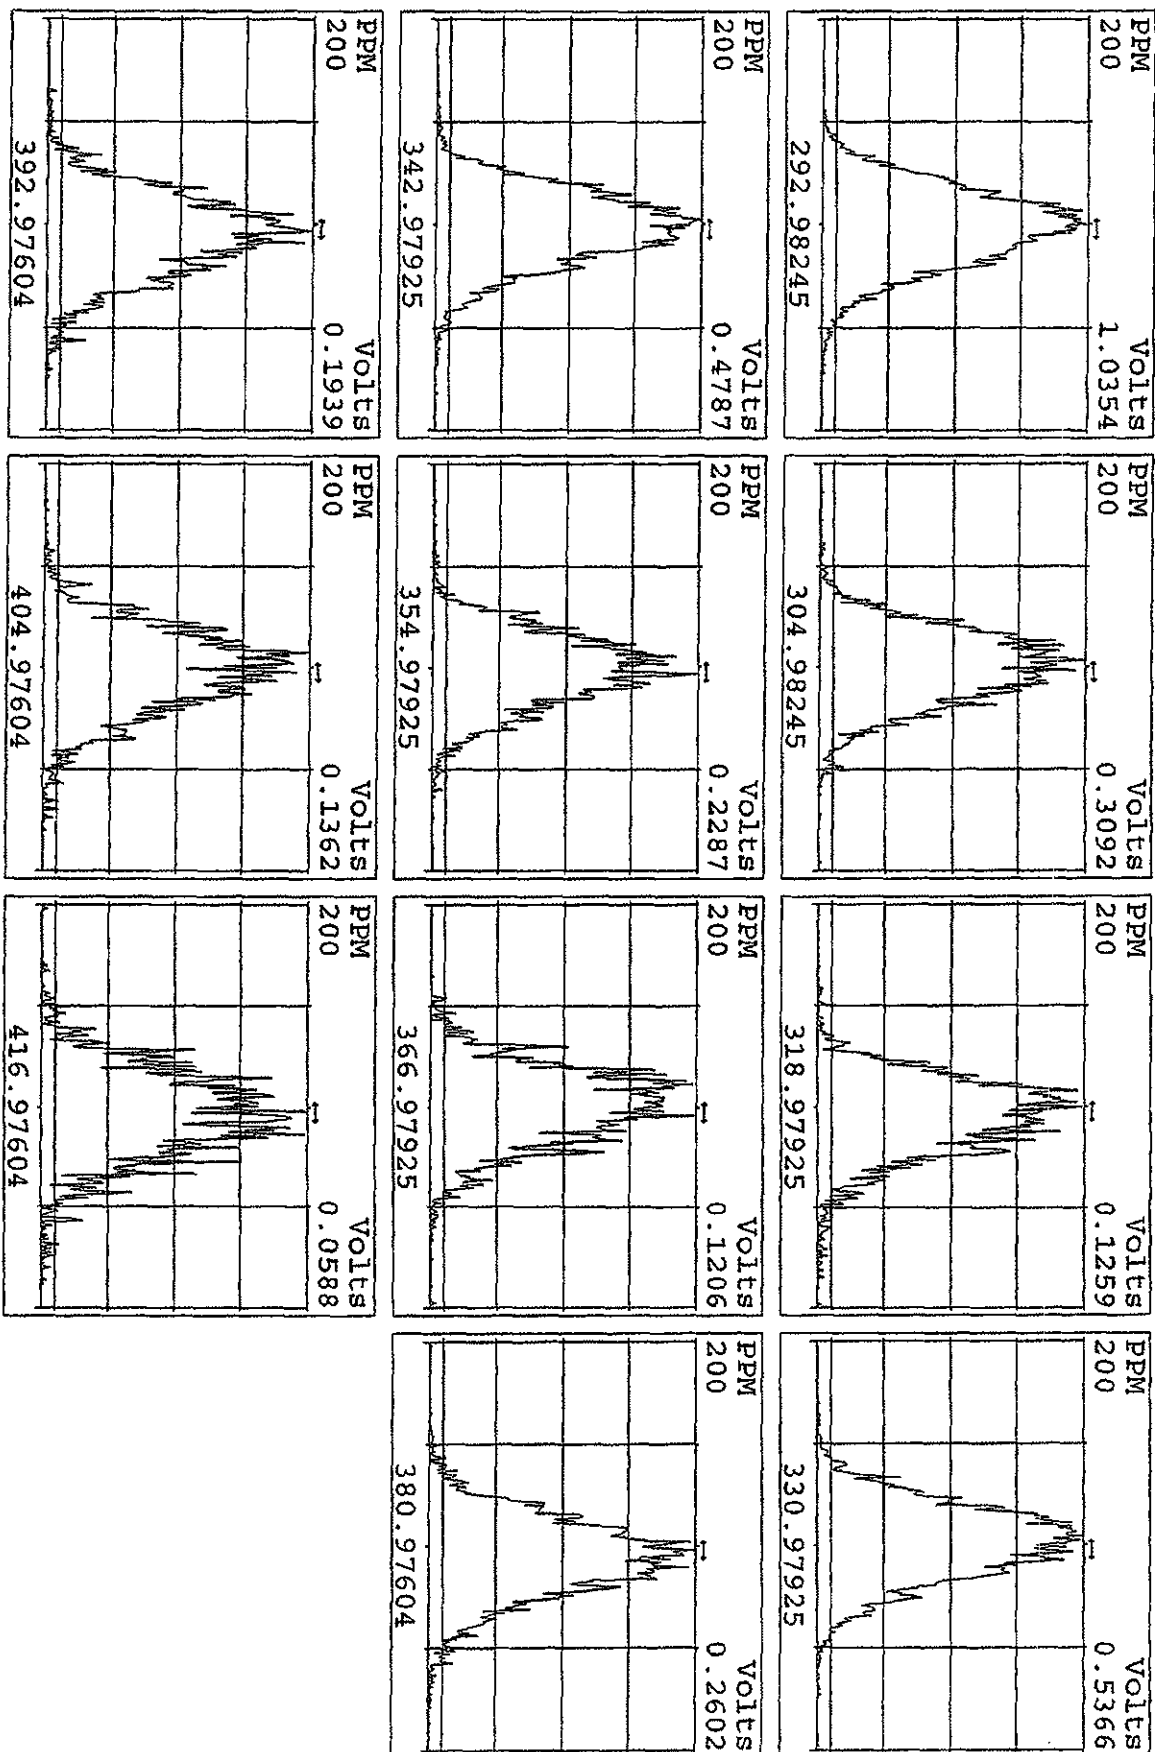 PPM Volts
200 1.0354
292.98245
PPM Volts
200 0.3092
304.98245
PPM Volts
200 0.1259
318.97925
PPM Volts
200 0.5366
330.97925
PPM Volts
200 0.4787
342.97925
PPM Volts
200 0.2287
354.97925
PPM Volts
200 0.1206
366.97925
PPM Volts
200 0.2602
380.97604
PPM Volts
200 0.1939
392.97604
PPM Volts
200 0.1362
404.97604
PPM Volts
200 0.0588
416.97604